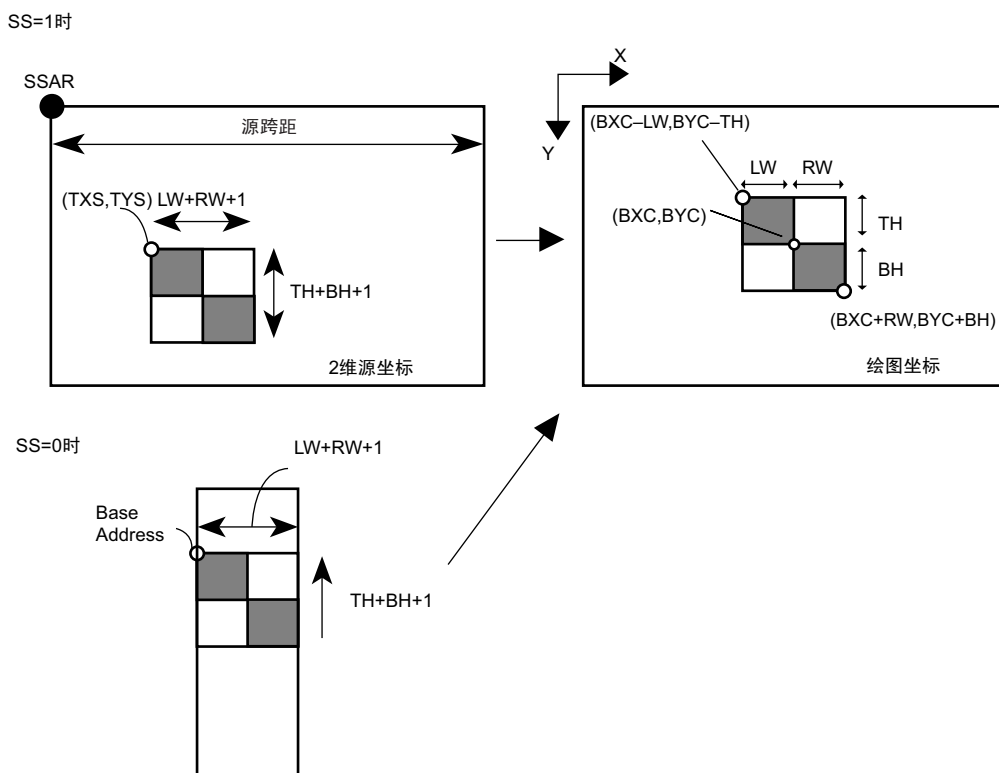 SS=1时
SSAR
源跨距
(TXS,TYS) LW+RW+1
TH+BH+1
2维源坐标
X
Y
(BXC–LW,BYC–TH)
LW RW
(BXC,BYC)
TH
BH
(BXC+RW,BYC+BH)
绘图坐标
SS=0时
LW+RW+1
Base
Address
TH+BH+1